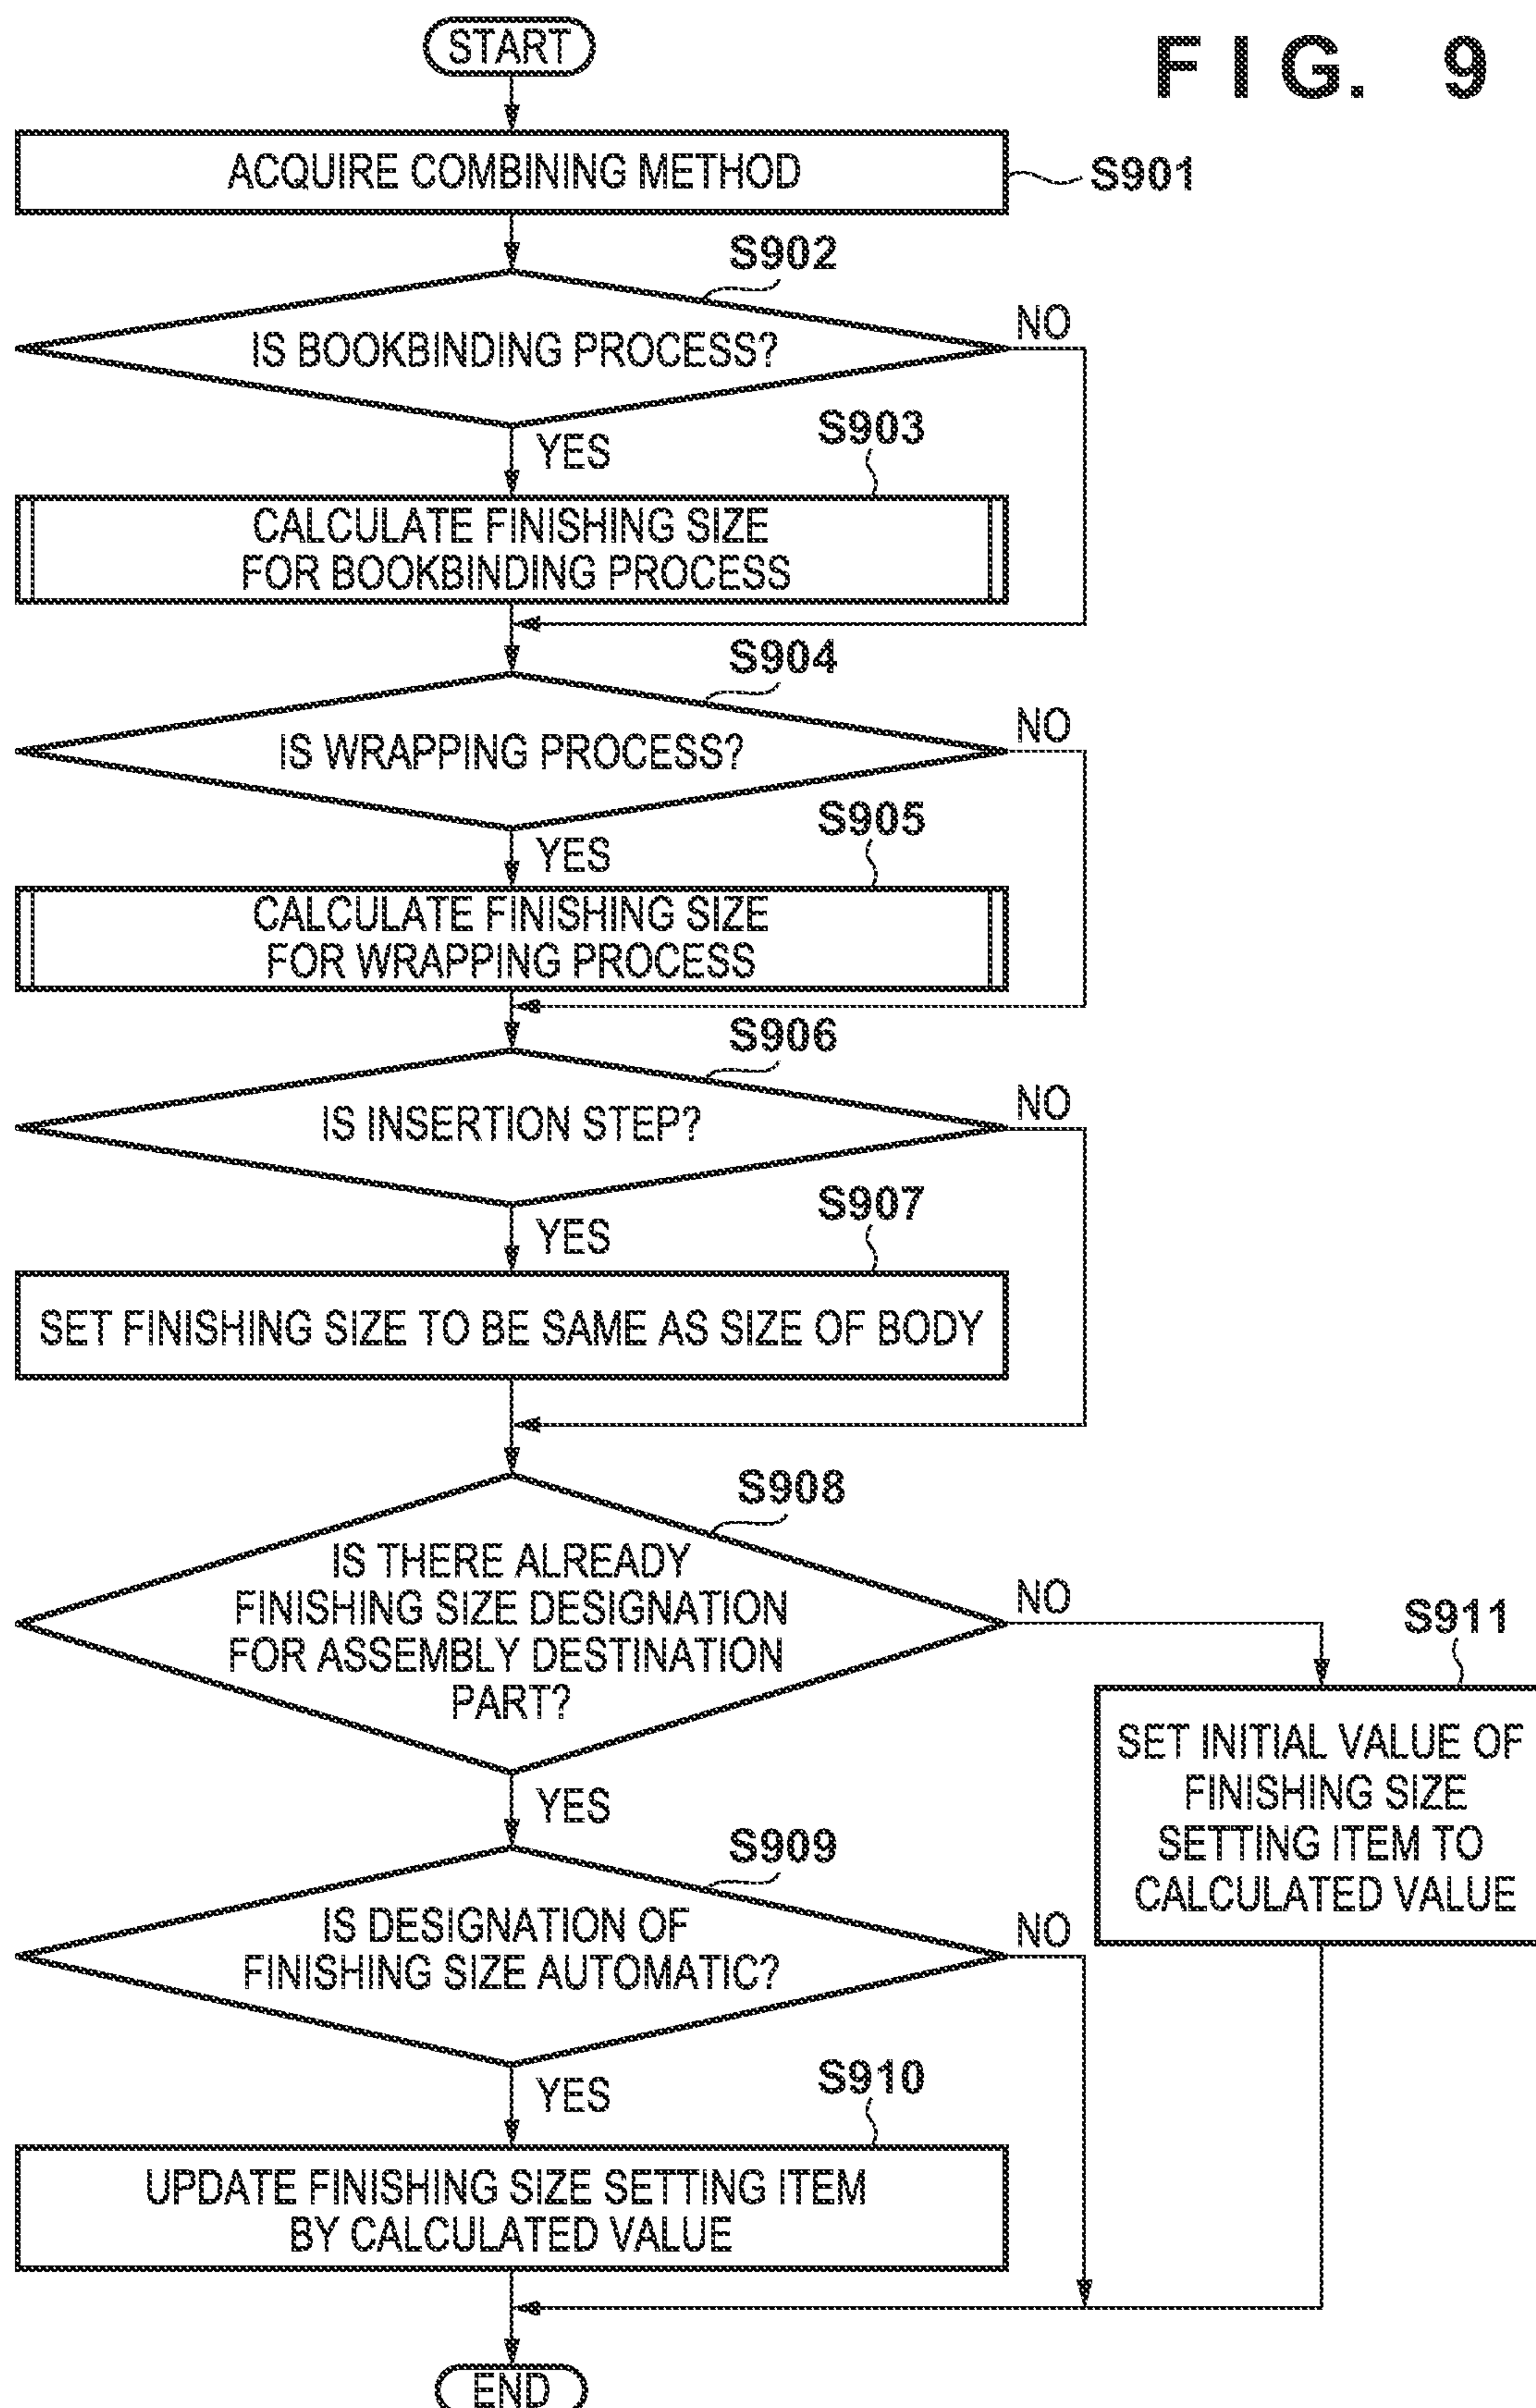 FIG. 9
START
ACQUIRE COMBINING METHOD
S901
S902
IS BOOKBINDING PROCESS?
NO
YES
S903
CALCULATE FINISHING SIZE
FOR BOOKBINDING PROCESS
S904
IS WRAPPING PROCESS?
NO
YES
S905
CALCULATE FINISHING SIZE
FOR WRAPPING PROCESS
S906
IS INSERTION STEP?
NO
YES
S907
SET FINISHING SIZE TO BE SAME AS SIZE OF BODY
S908
IS THERE ALREADY
FINISHING SIZE DESIGNATION
FOR ASSEMBLY DESTINATION
PART?
NO
YES
S911
SET INITIAL VALUE OF
FINISHING SIZE
SETTING ITEM TO
CALCULATED VALUE
S909
IS DESIGNATION OF
FINISHING SIZE AUTOMATIC?
NO
YES
S910
UPDATE FINISHING SIZE SETTING ITEM
BY CALCULATED VALUE
END